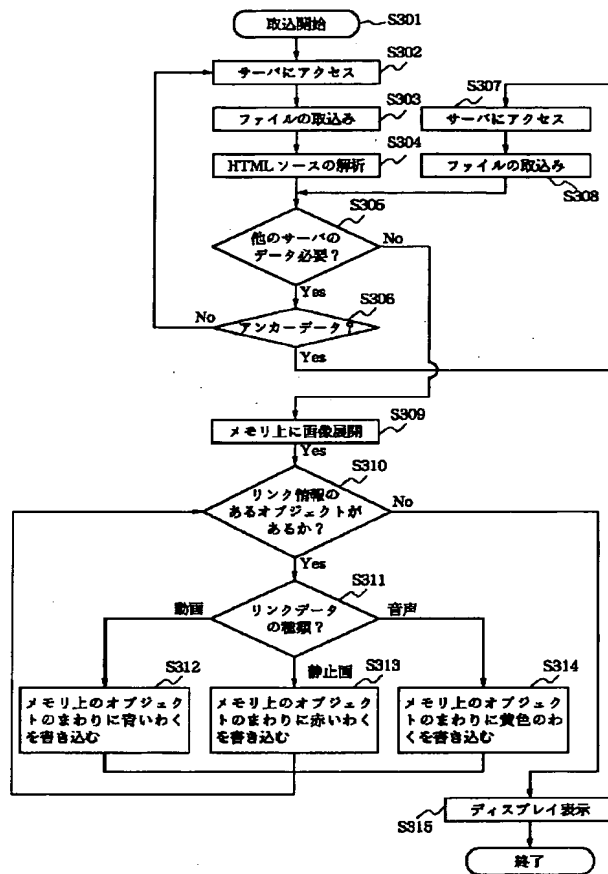 取込開始
S301
サーバにアクセス
S302
ファイルの取込み
S303
HTMLソースの解析
S304
サーバにアクセス
S307
ファイルの取込み
S308
他のサーバの
データ必要?
S305
No
Yes
アンカーデータ?
S306
No
Yes
メモリ上に画像展開
S309
Yes
リンク情報の
あるオブジェクトが
あるか?
S310
No
Yes
リンクデータ
の種類?
S311
動画
静止画
音声
S312
メモリ上のオブジェク
トのまわりに青いわく
を書き込む
S313
メモリ上のオブジェク
トのまわりに赤いわく
を書き込む
S314
メモリ上のオブジェク
トのまわりに黄色のわ
くを書き込む
ディスプレイ表示
S315
終了